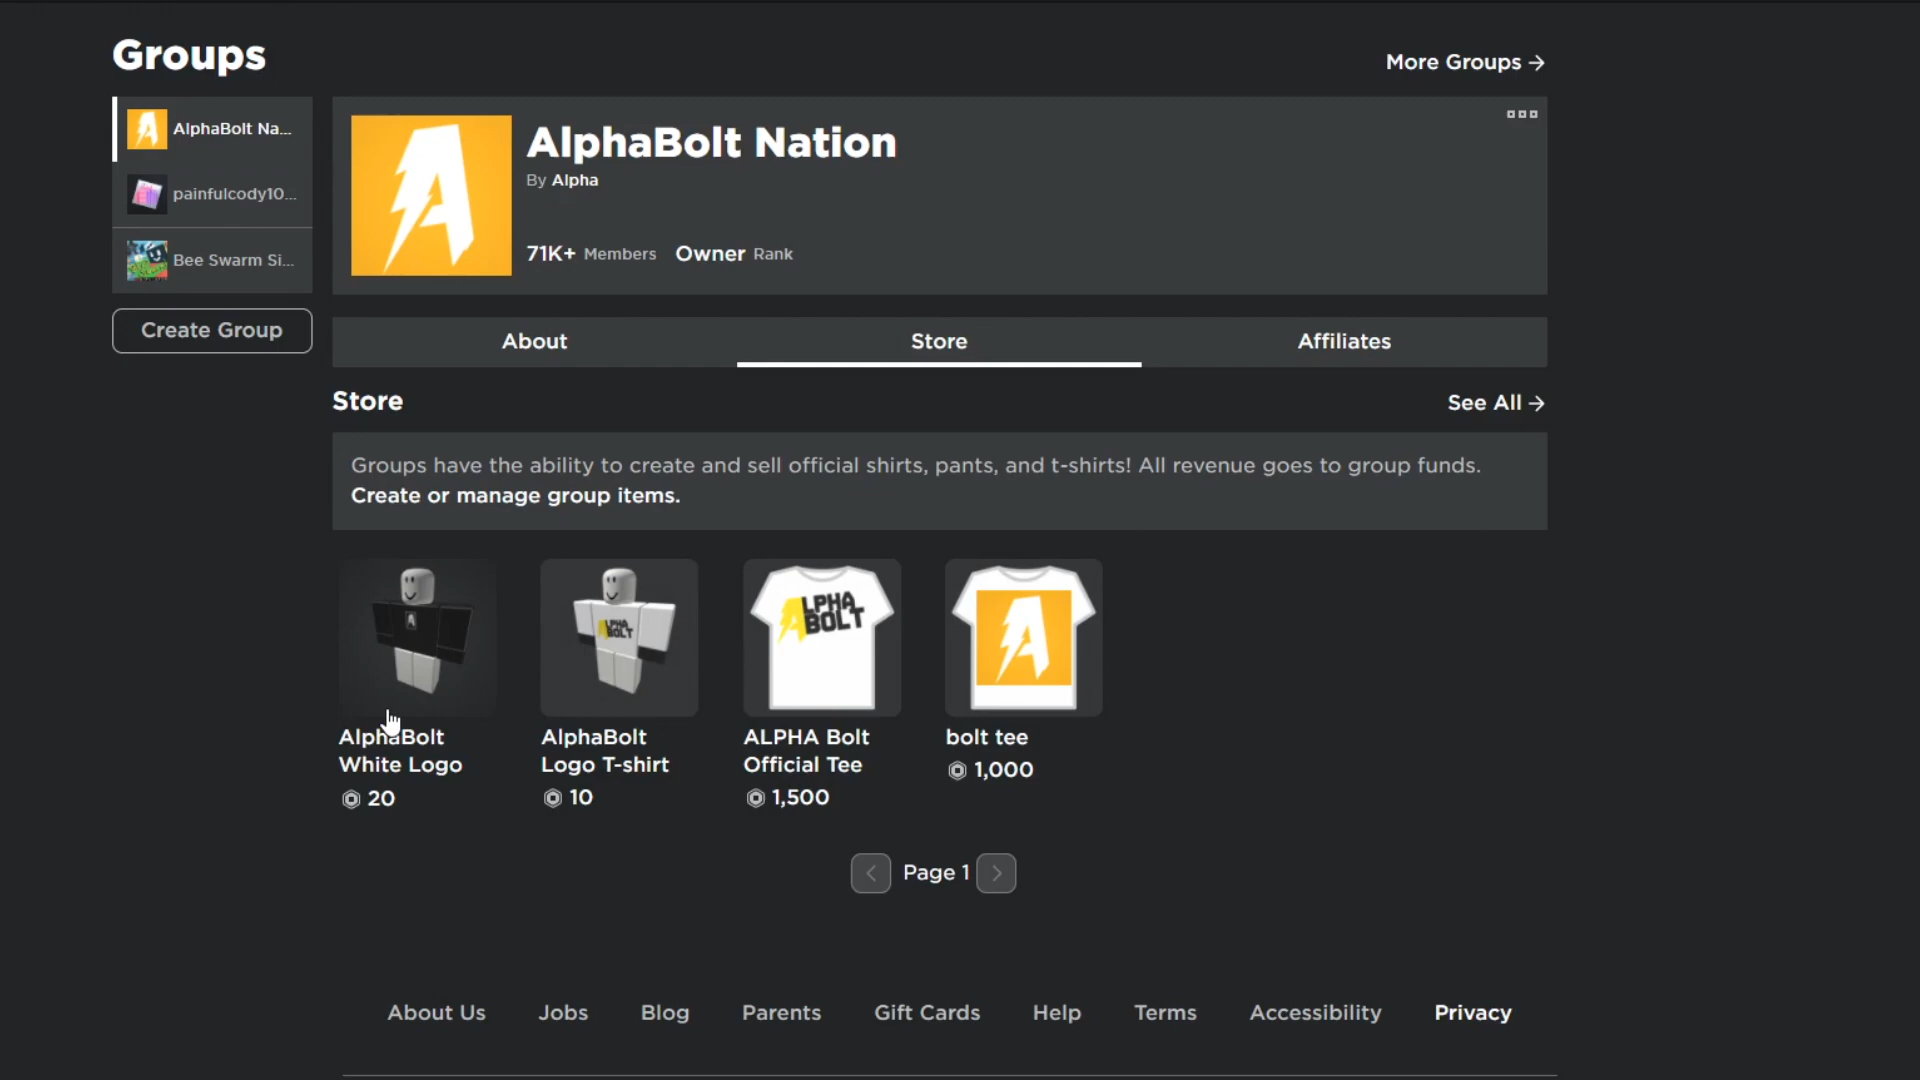 Groups
More Groups →
AlphaBolt Na...
painfulcody10...
Bee Swarm Si...
Create Group
AlphaBolt Nation
By Alpha
71K+ Members Owner Rank
About Store Affiliates
Store
See All →
Groups have the ability to create and sell official shirts, pants, and t-shirts! All revenue goes to group funds.
Create or manage group items.
ALPHA
BOLT
ALPHA
BOLT
A
AlphaBolt
White Logo
20
AlphaBolt
Logo T-shirt
10
ALPHA Bolt
Official Tee
1,500
bolt tee
1,000
Page 1
About Us Jobs Blog Parents Gift Cards Help Terms Accessibility Privacy